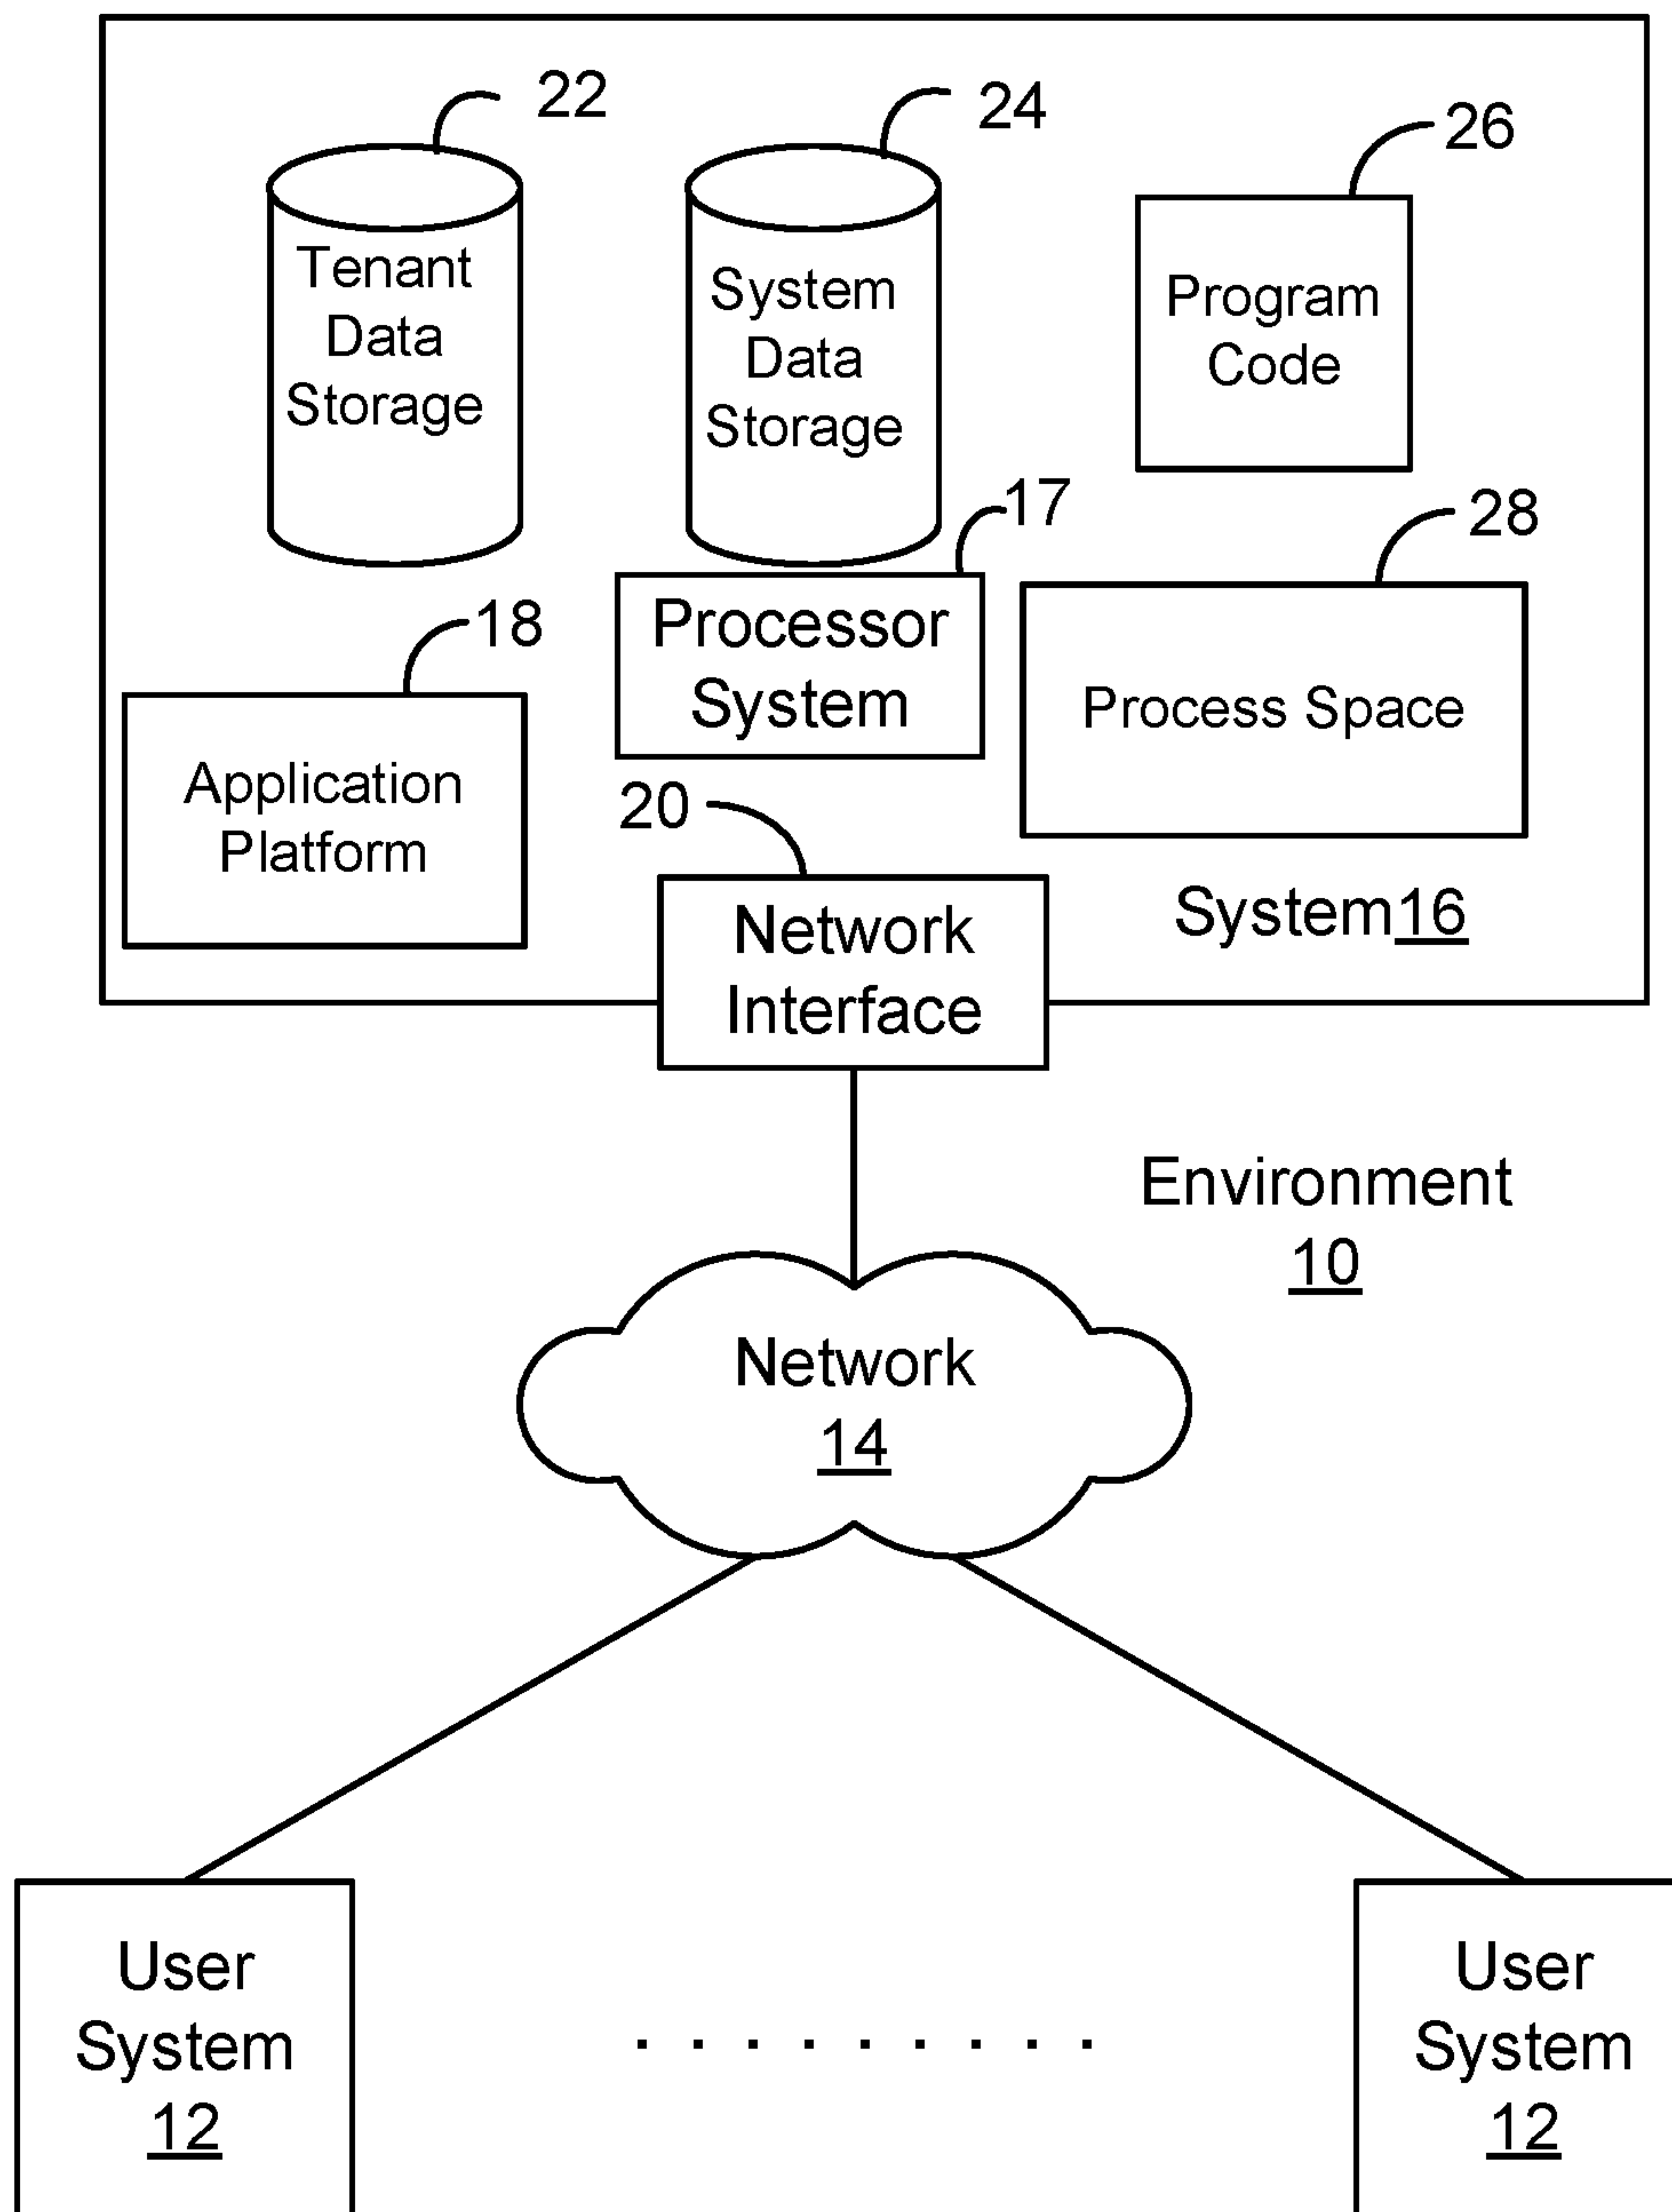 22
24
26
Tenant
Data
Storage
System
Data
Storage
Program
Code
17
28
18
Processor
System
Process Space
Application
Platform
20
System16
Network
Interface
Environment
10
Network
14
User
System
12
. . . . . . . . .
User
System
12